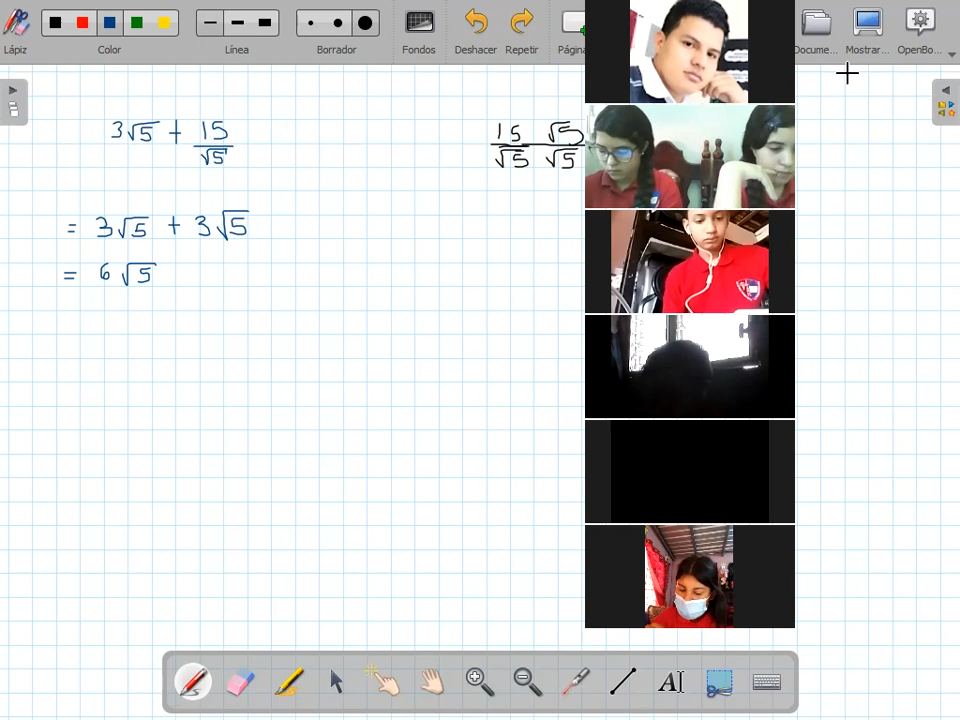 Lápiz Color Línea Borrador Fondos Deshacer Repetir Página Docume... Mostrar... OpenBo...
3√5 + 15/√5
15/√5 √5/√5
= 3√5 + 3√5
= 6√5
A